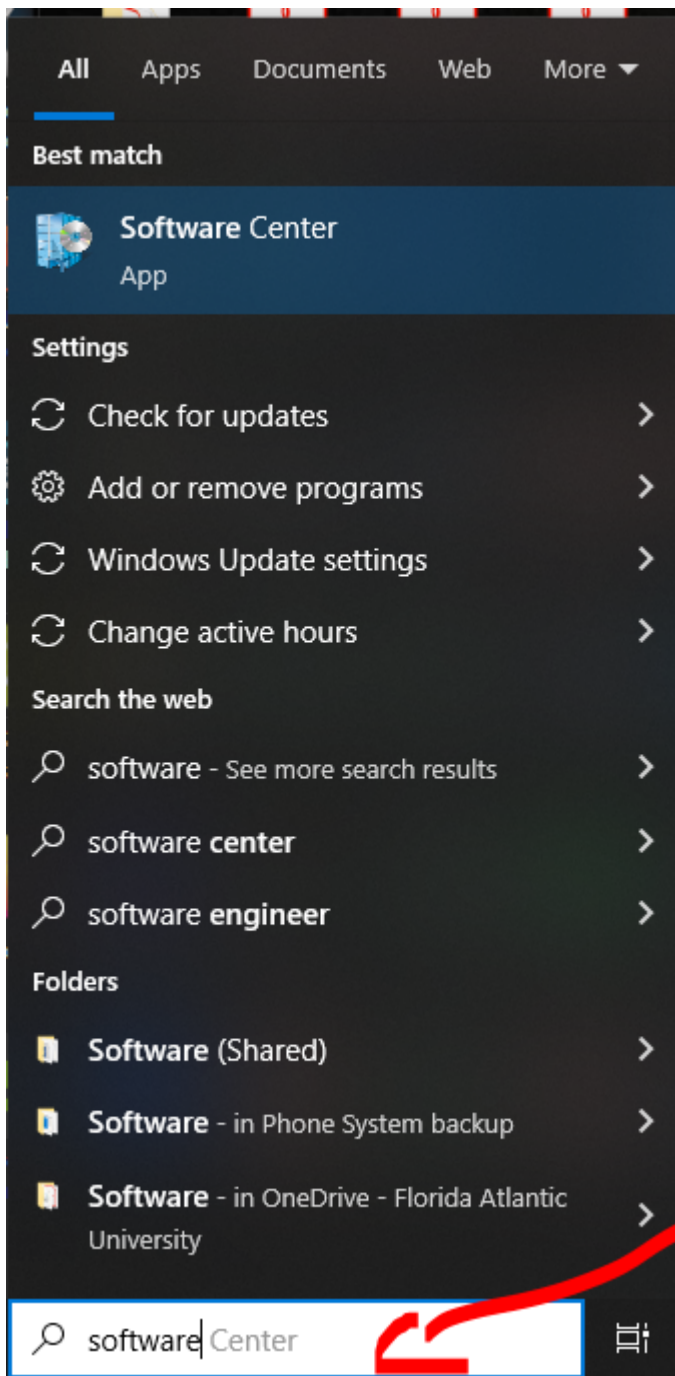 All Apps Documents Web More
Best match
Software Center
App
Settings
Check for updates
Add or remove programs
Windows Update settings
Change active hours
Search the web
software - See more search results
software center
software engineer
Folders
Software (Shared)
Software - in Phone System backup
Software - in OneDrive - Florida Atlantic
University
software Center